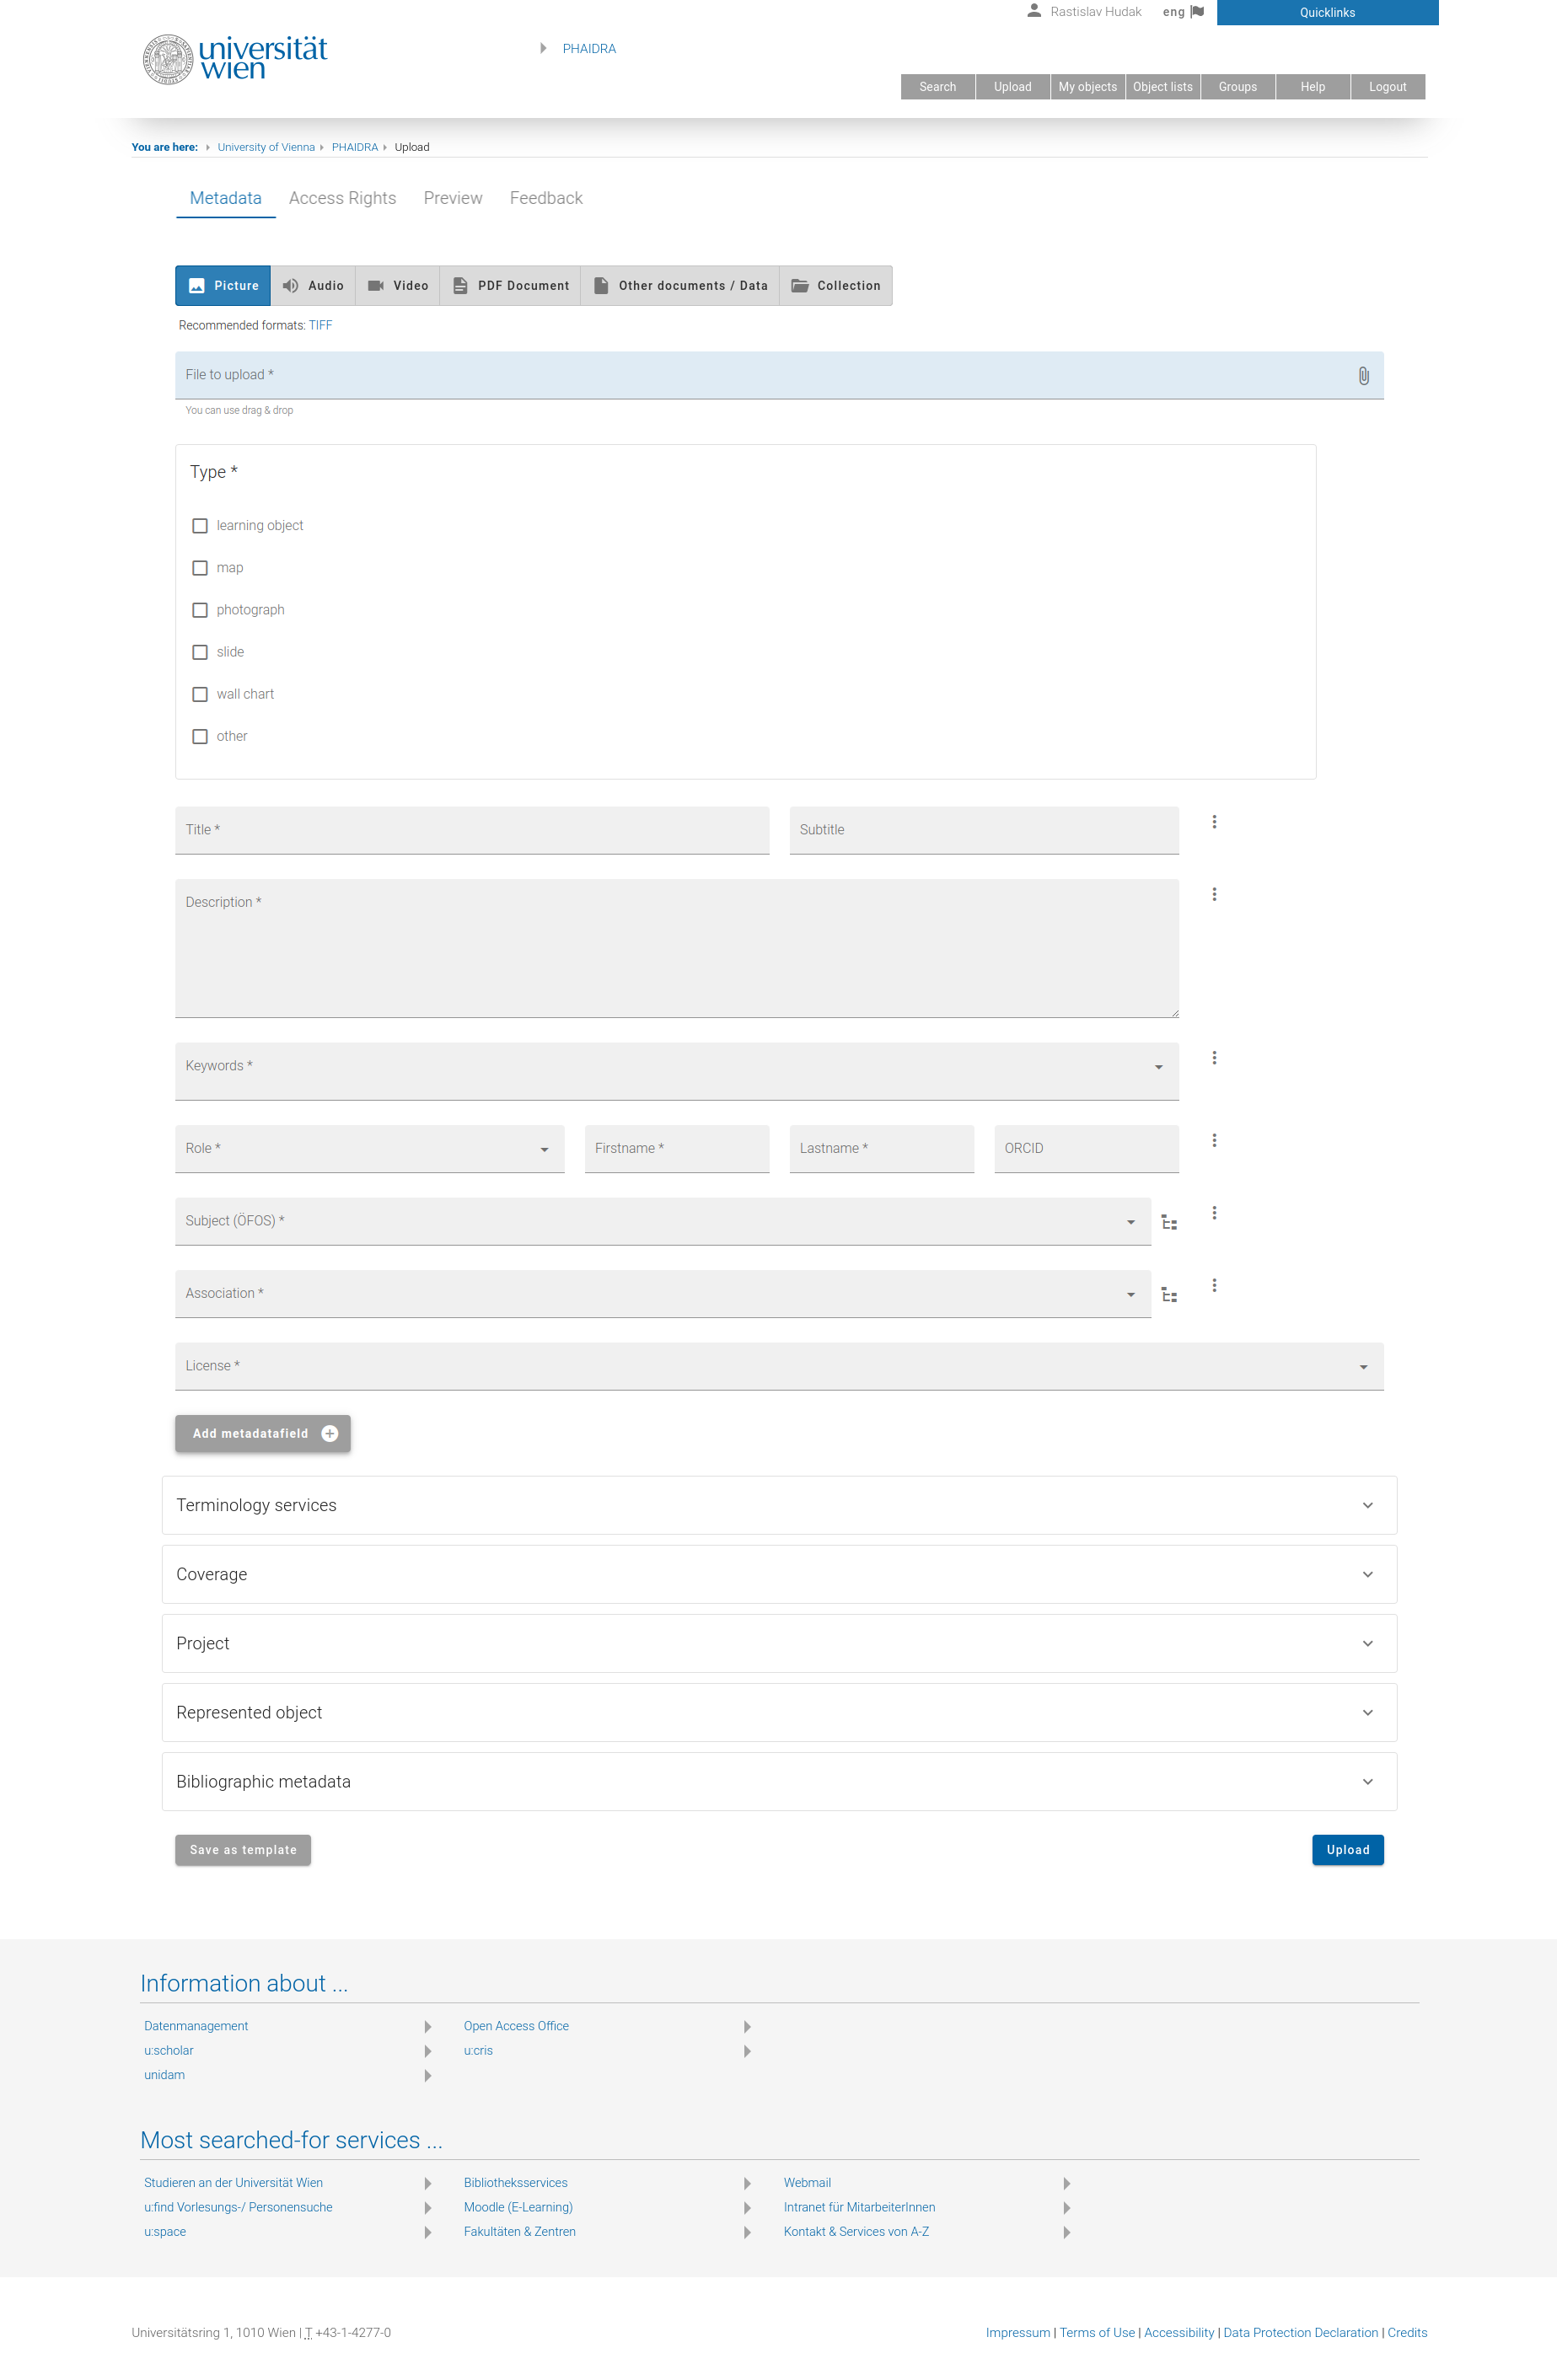 Rastislav Hudak eng Quicklinks
universität
wien
PHAIDRA
Search Upload My objects Object lists Groups Help Logout
You are here: University of Vienna PHAIDRA Upload
Metadata Access Rights Preview Feedback
Picture Audio Video PDF Document Other documents / Data Collection
Recommended formats: TIFF
File to upload *
You can use drag & drop
Type *
learning object
map
photograph
slide
wall chart
other
Title * Subtitle
Description *
Keywords *
Role * Firstname * Lastname * ORCID
Subject (ÖFOS) *
Association *
License *
Add metadatafield
Terminology services
Coverage
Project
Represented object
Bibliographic metadata
Save as template Upload
Information about ...
Datenmanagement Open Access Office
u:scholar u:cris
unidam
Most searched-for services ...
Studieren an der Universität Wien Bibliotheksservices Webmail
u:find Vorlesungs-/ Personensuche Moodle (E-Learning) Intranet für MitarbeiterInnen
u:space Fakultäten & Zentren Kontakt & Services von A-Z
Universitätsring 1, 1010 Wien | T +43-1-4277-0 Impressum | Terms of Use | Accessibility | Data Protection Declaration | Credits